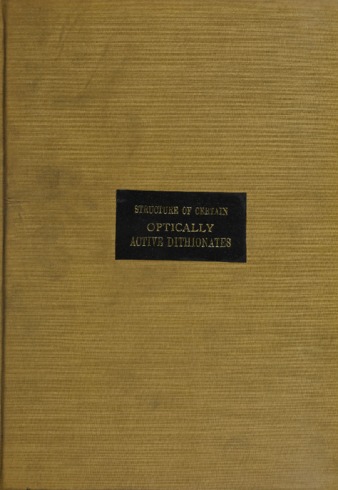 STRUCTURE OF CERTAIN
OPTICALLY
ACTIVE DITHIONATES